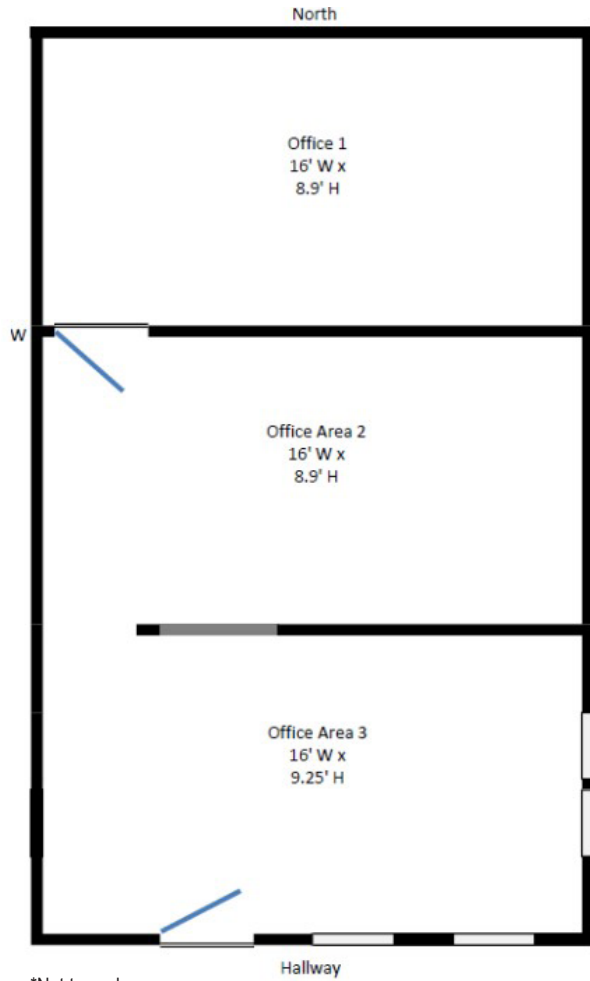 North
Office 1
16' W x
8.9' H
W
Office Area 2
16' W x
8.9' H
Office Area 3
16' W x
9.25' H
Hallway